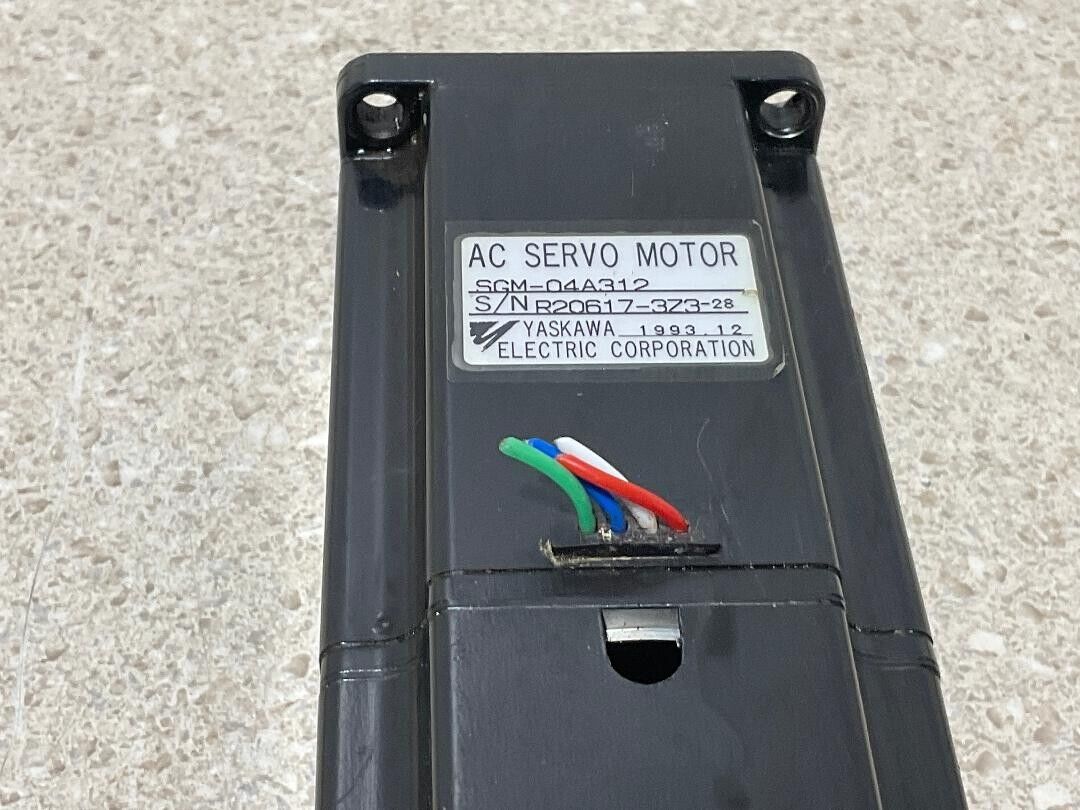 AC SERVO MOTOR
SGM-04A312
S/N R20617-3Z3-28
YASKAWA 1993.12
ELECTRIC CORPORATION